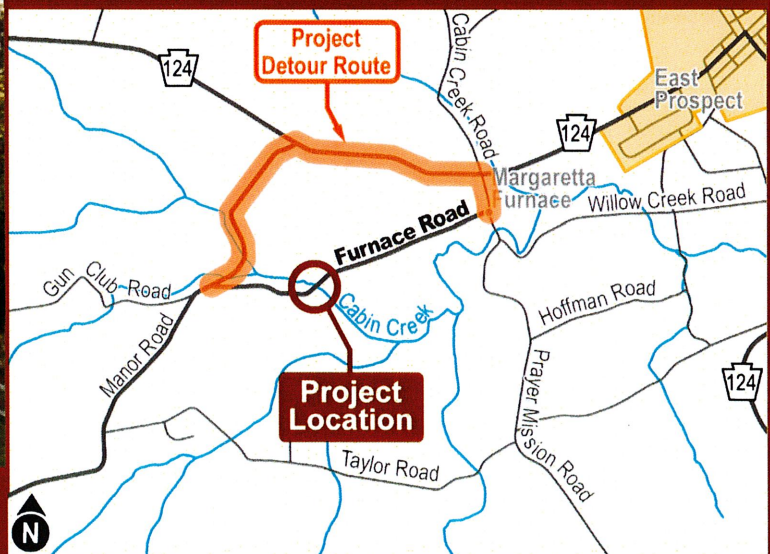 124
Project
Detour Route
Cabin Creek Road
East
Prospect
124
Margaretta
Furnace
Willow Creek Road
Furnace Road
Gun Club Road
Cabin Creek
Hoffman Road
Manor Road
Project
Location
124
Prayer Mission Road
Taylor Road
N